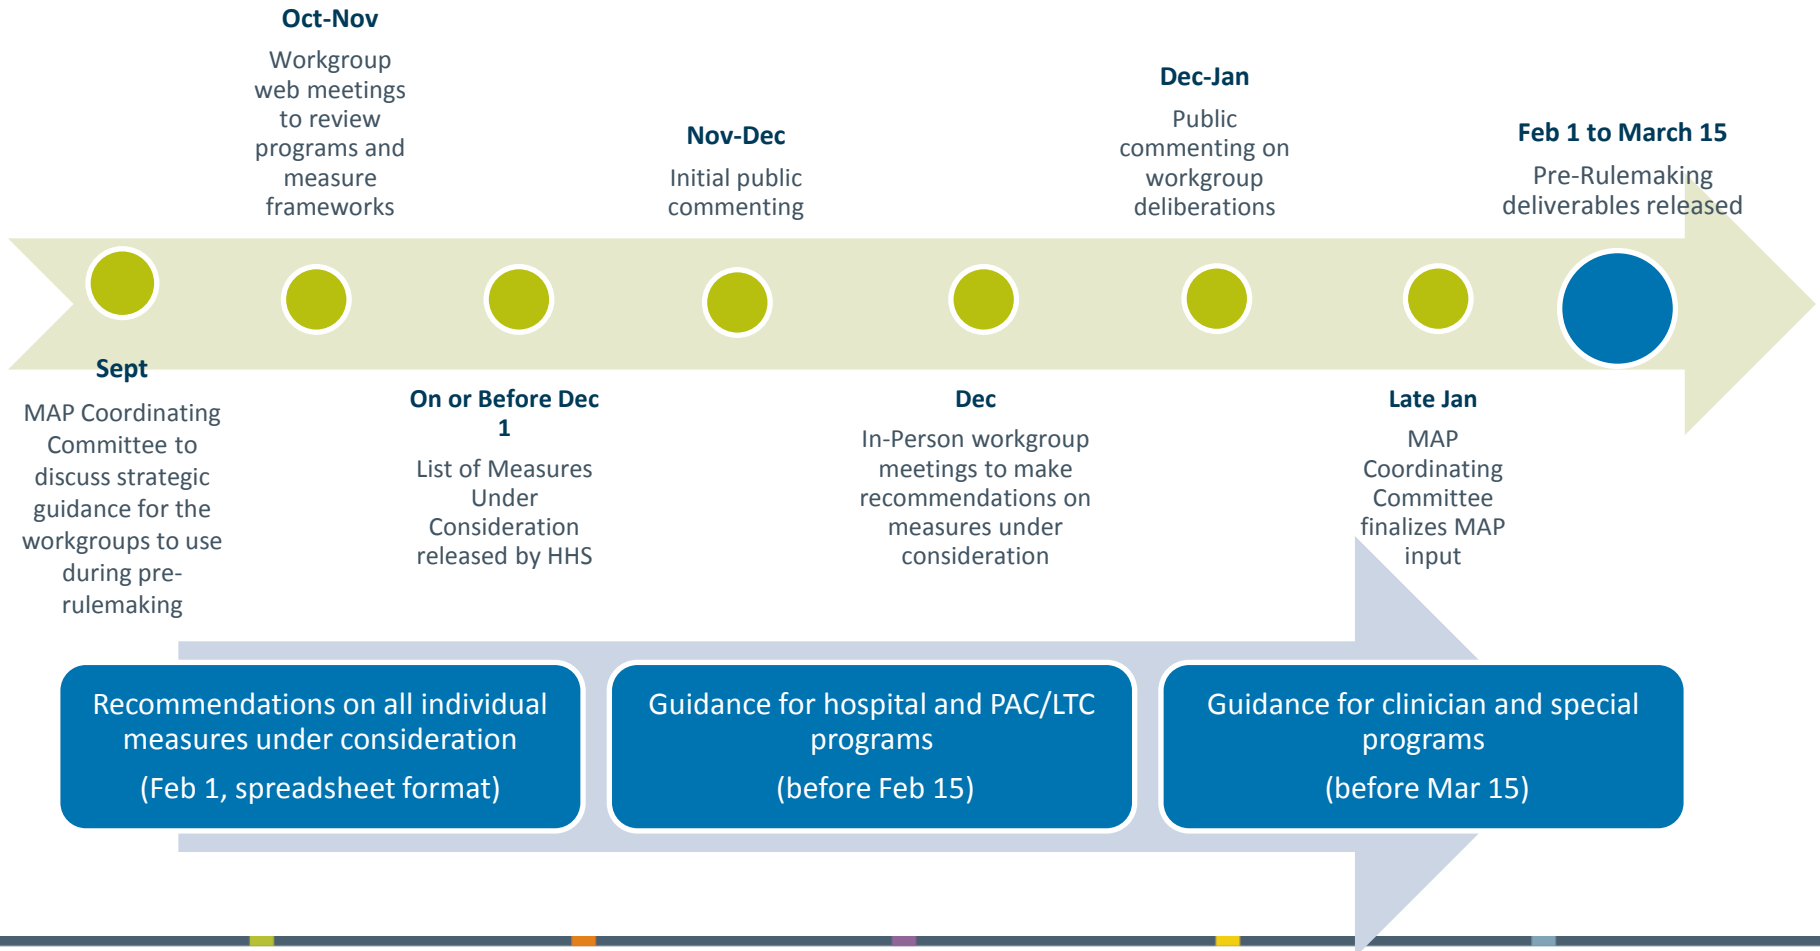 Oct-Nov
Workgroup
web meetings
to review
programs and
measure
frameworks
Nov-Dec
Initial public
commenting
Dec-Jan
Public
commenting on
workgroup
deliberations
Feb 1 to March 15
Pre-Rulemaking
deliverables released
Sept
MAP Coordinating
Committee to
discuss strategic
guidance for the
workgroups to use
during pre-
rulemaking
On or Before Dec
1
List of Measures
Under
Consideration
released by HHS
Dec
In-Person workgroup
meetings to make
recommendations on
measures under
consideration
Late Jan
MAP
Coordinating
Committee
finalizes MAP
input
Recommendations on all individual
measures under consideration
(Feb 1, spreadsheet format)
Guidance for hospital and PAC/LTC
programs
(before Feb 15)
Guidance for clinician and special
programs
(before Mar 15)